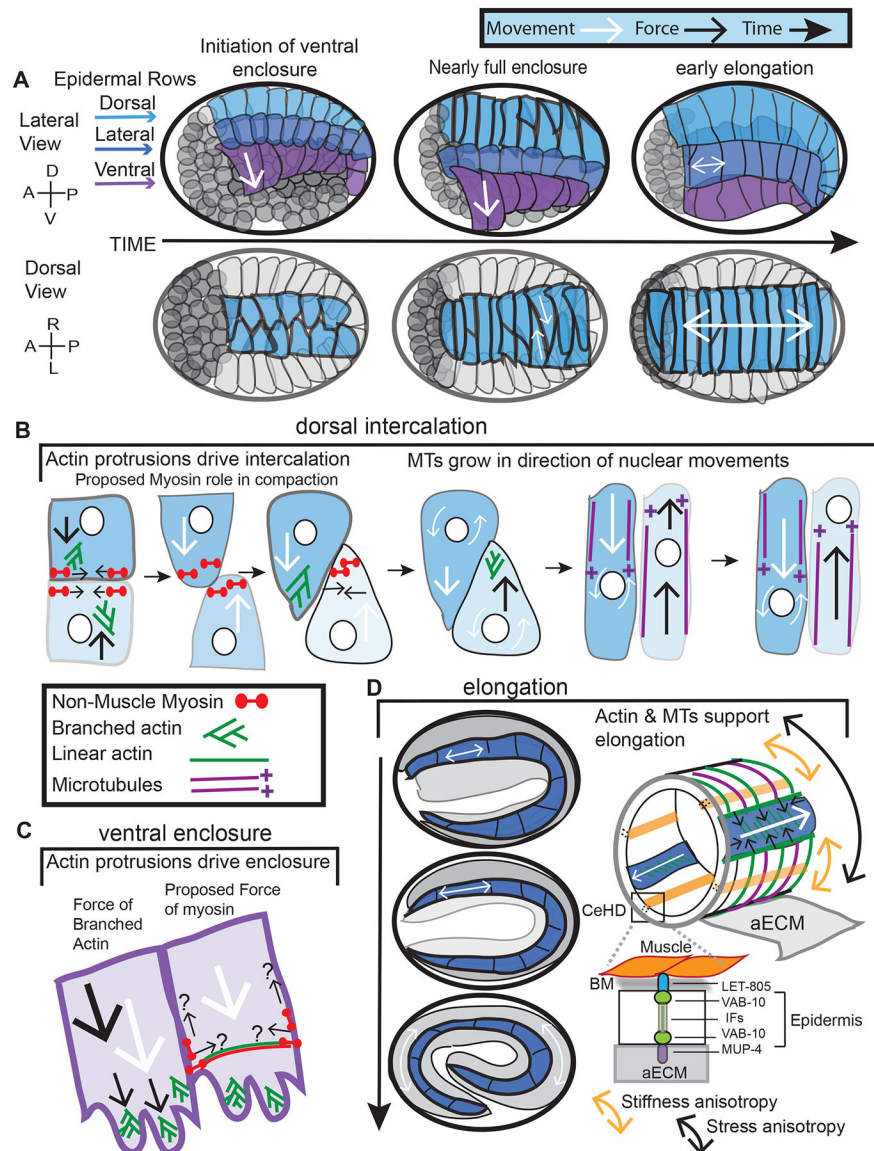 Movement
Force
Time
A
Initiation of ventral
enclosure
Nearly full enclosure
early elongation
Epidermal Rows
Dorsal
Lateral
View
Lateral
Ventral
D
A
P
V
TIME
Dorsal
View
R
A
P
L
B
dorsal intercalation
Actin protrusions drive intercalation
Proposed Myosin role in compaction
MTs grow in direction of nuclear movements
+
+
+
+
+
+
+
+
Non-Muscle Myosin
Branched actin
Linear actin
Microtubules
+
+
C
ventral enclosure
Actin protrusions drive enclosure
Force of
Branched
Actin
Proposed Force
of myosin
?
?
?
?
D
elongation
Actin & MTs support
elongation
CeHD
aECM
Muscle
BM
LET-805
VAB-10
IFs
VAB-10
MUP-4
Epidermis
aECM
Stiffness anisotropy
Stress anisotropy